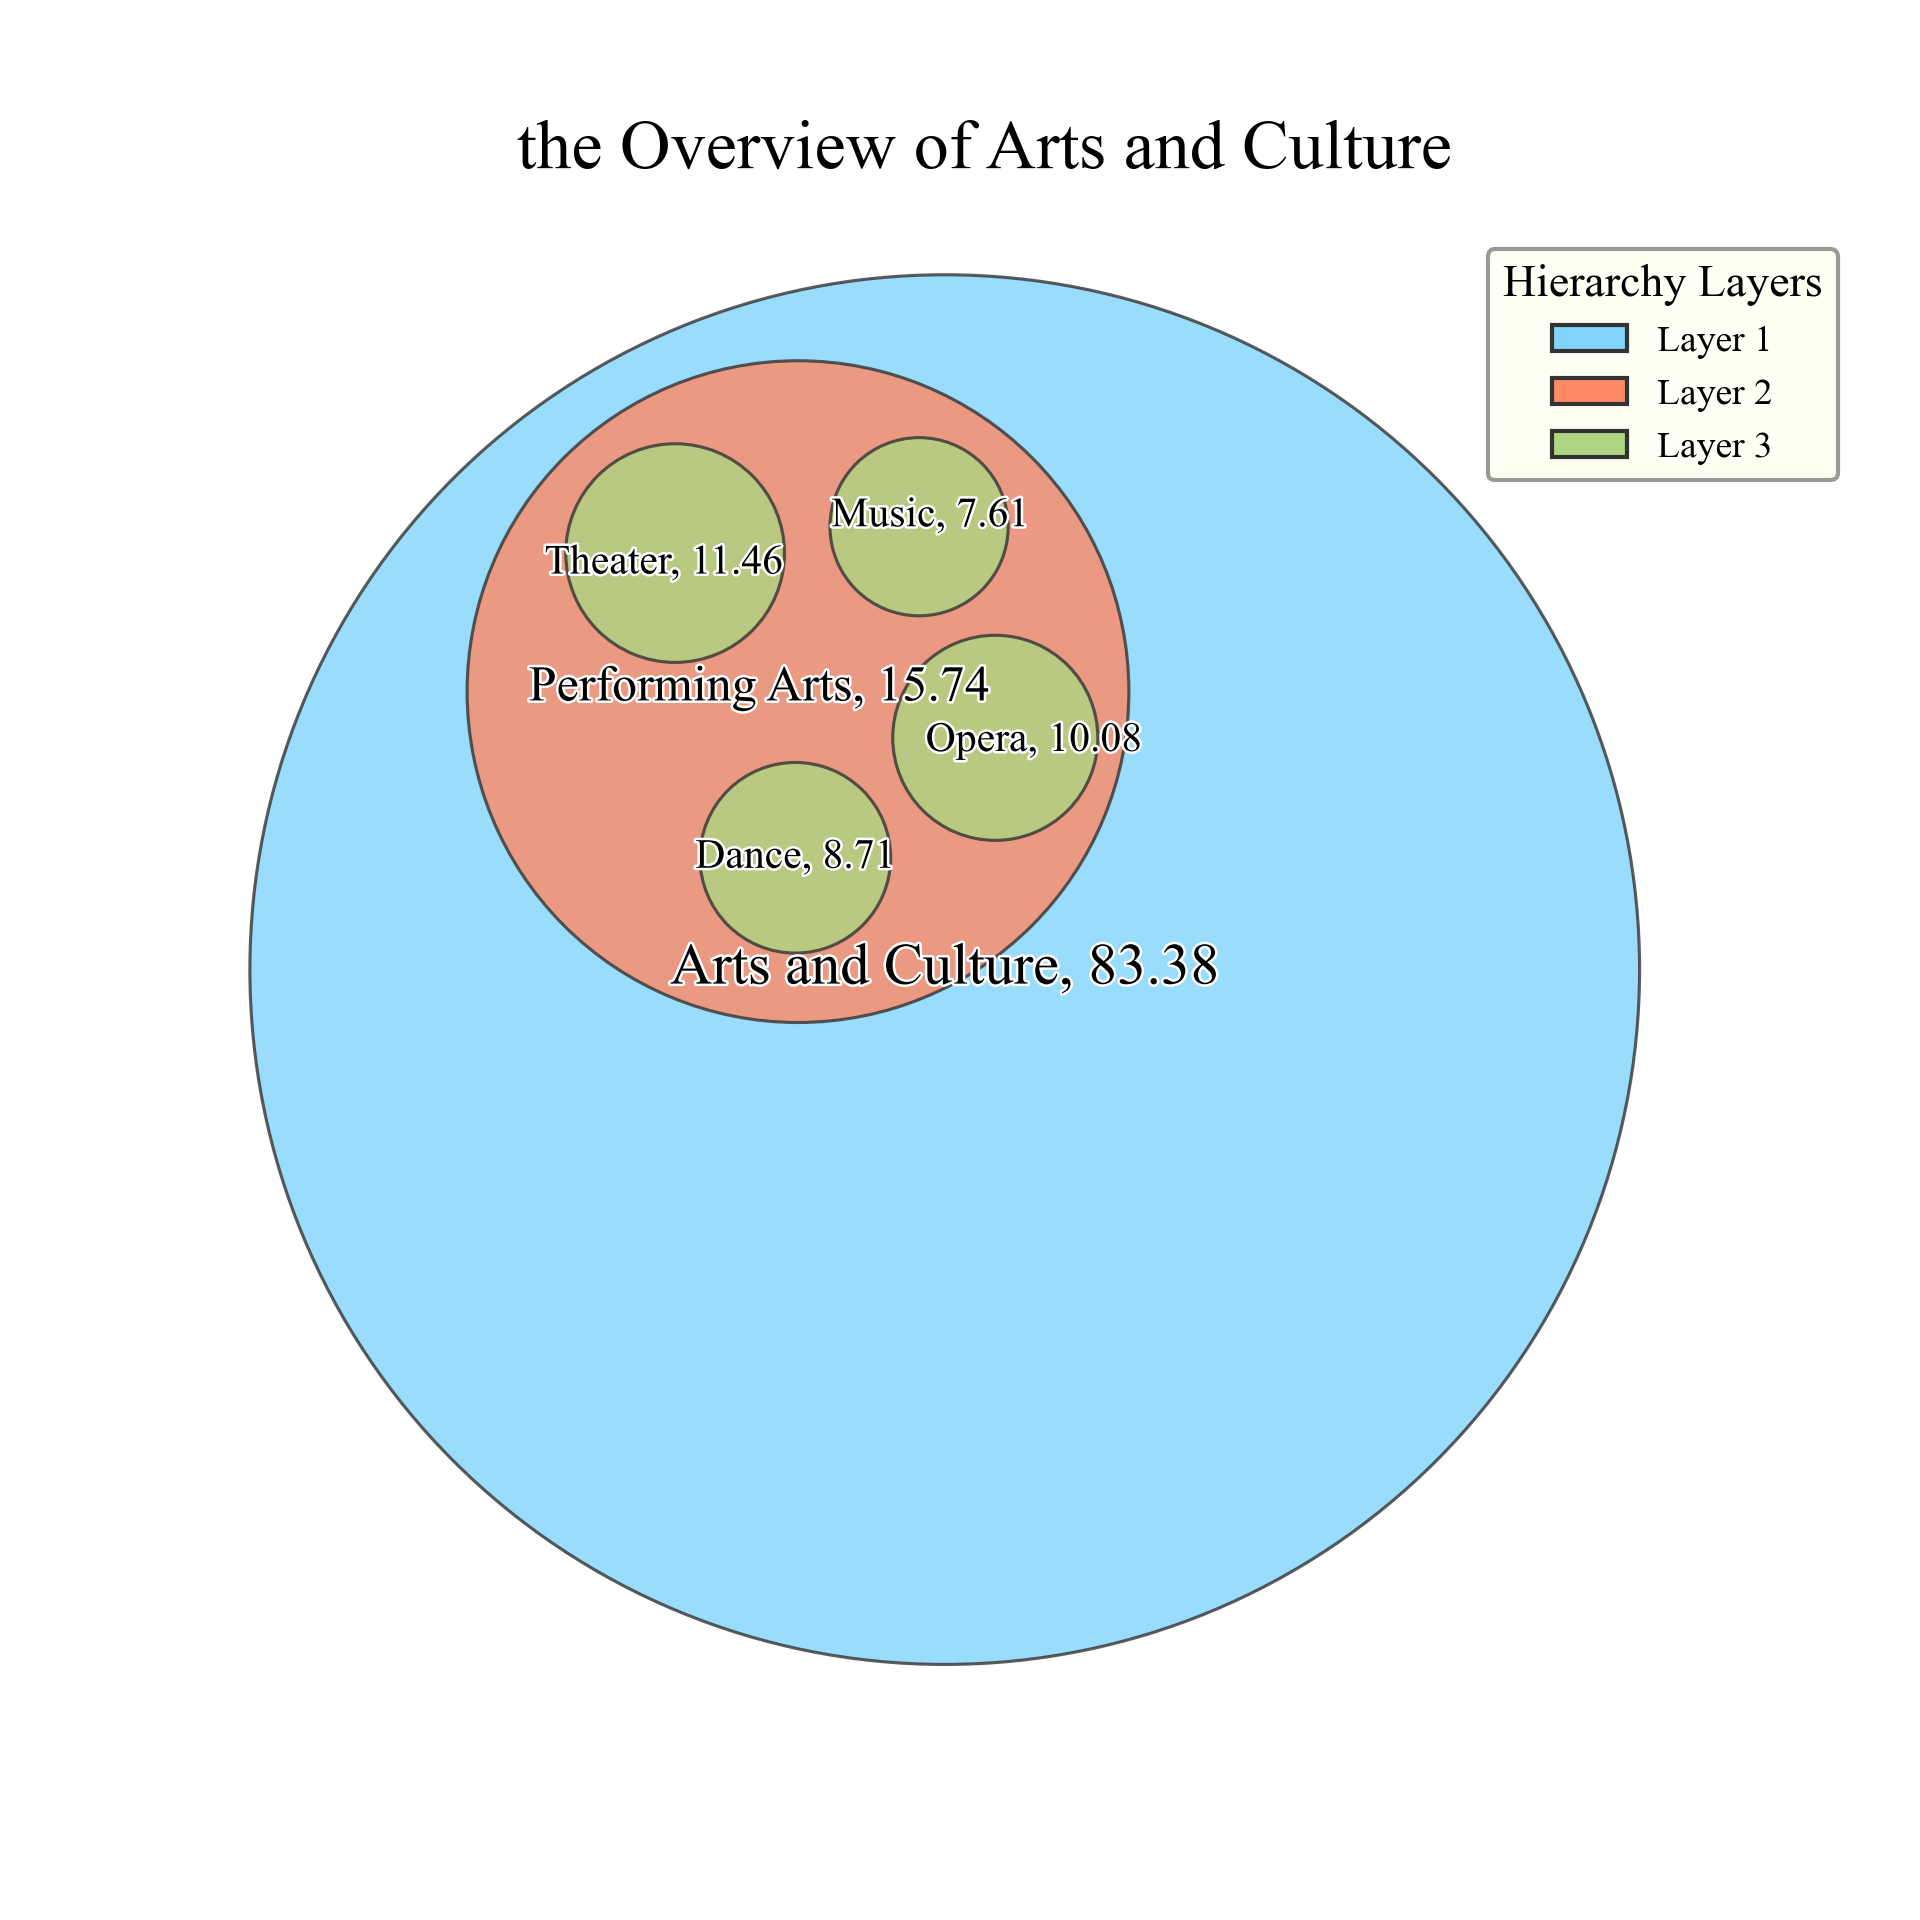 the Overview of Arts and Culture
Hierarchy Layers
Layer 1
Layer 2
Layer 3
Music, 7.61
Theater, 11.46
Performing Arts, 15.74
Opera, 10.08
Dance, 8.71
Arts and Culture, 83.38